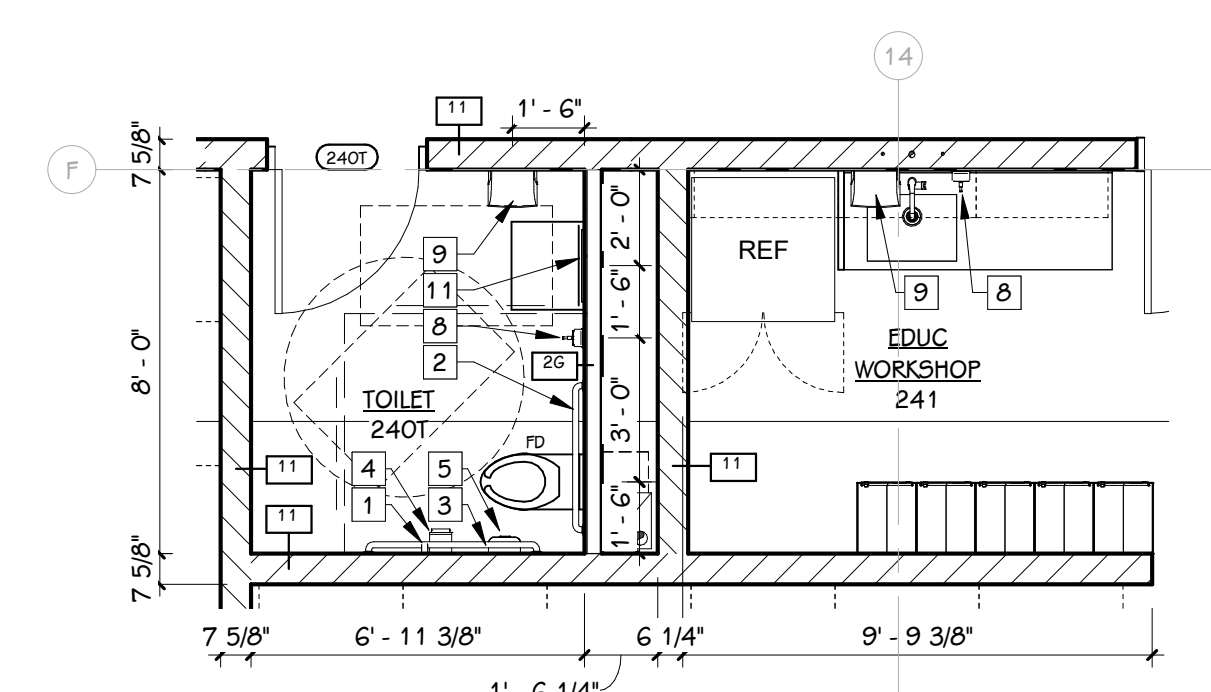 14
11
1' - 6"
7 5/8"
F
240T
2' - 0"
REF
9
11
9
8
1' - 6"
8
EDUC
WORKSHOP
241
2
2G
8' - 0"
TOILET
240T
3' - 0"
FD
11
4
5
11
1
3
11
1' - 6"
7 5/8"
7 5/8"
6' - 11 3/8"
6 1/4"
9' - 9 3/8"
1' - 6 1/4"